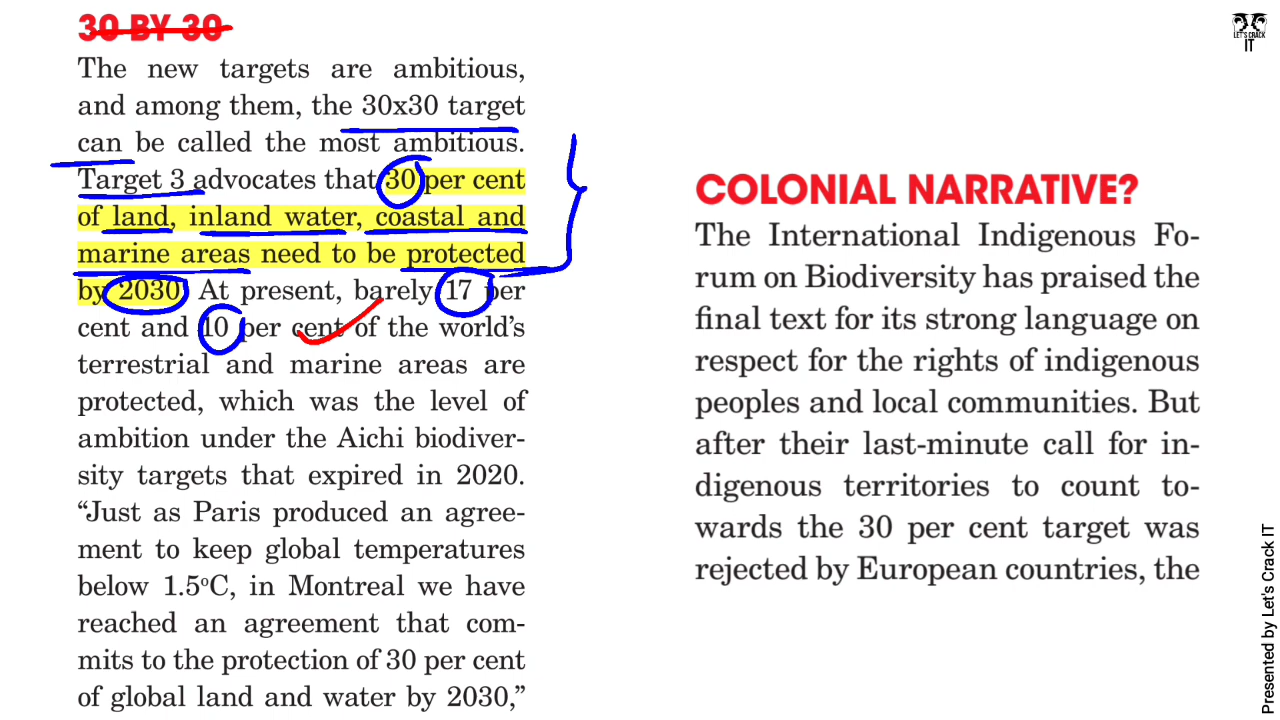 30 BY 30
The new targets are ambitious,
and among them, the 30x30 target
can be called the most ambitious.
Target 3 advocates that 30 per cent
of land, inland water, coastal and
marine areas need to be protected
by 2030. At present, barely 17 per
cent and 10 per cent of the world's
terrestrial and marine areas are
protected, which was the level of
ambition under the Aichi biodiver-
sity targets that expired in 2020.
“Just as Paris produced an agree-
ment to keep global temperatures
below 1.5°C, in Montreal we have
reached an agreement that com-
mits to the protection of 30 per cent
of global land and water by 2030,”
COLONIAL NARRATIVE?
The International Indigenous Fo-
rum on Biodiversity has praised the
final text for its strong language on
respect for the rights of indigenous
peoples and local communities. But
after their last-minute call for in-
digenous territories to count to-
wards the 30 per cent target was
rejected by European countries, the
LET'S CRACK
IT
Presented by Let's Crack IT